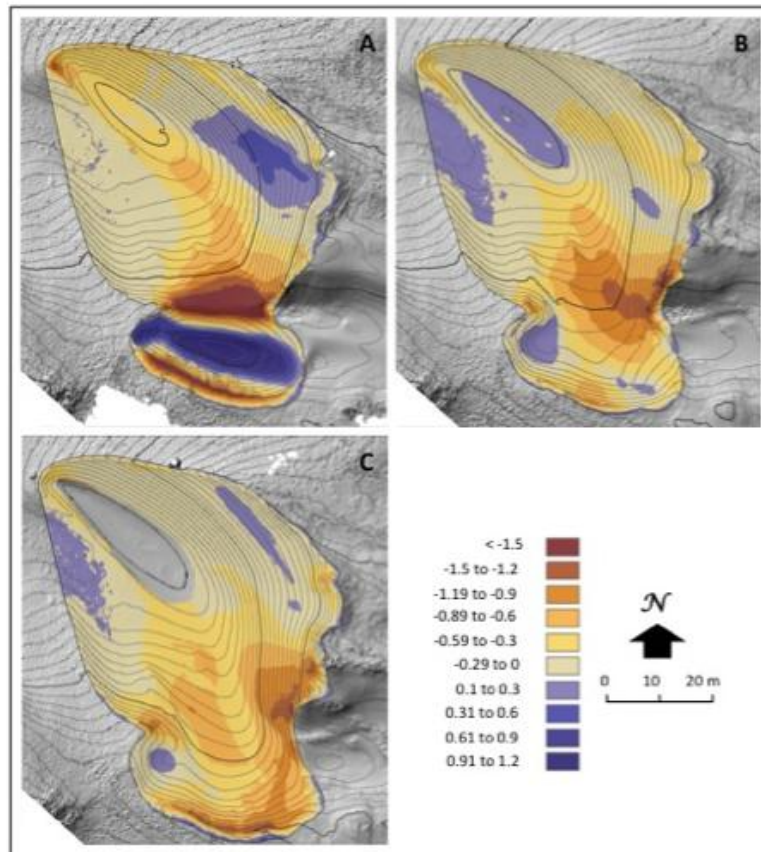 A
B
C
< -1.5
-1.5 to -1.2
-1.19 to -0.9
-0.89 to -0.6
-0.59 to -0.3
-0.29 to 0
0.1 to 0.3
0.31 to 0.6
0.61 to 0.9
0.91 to 1.2
N
0 10 20 m